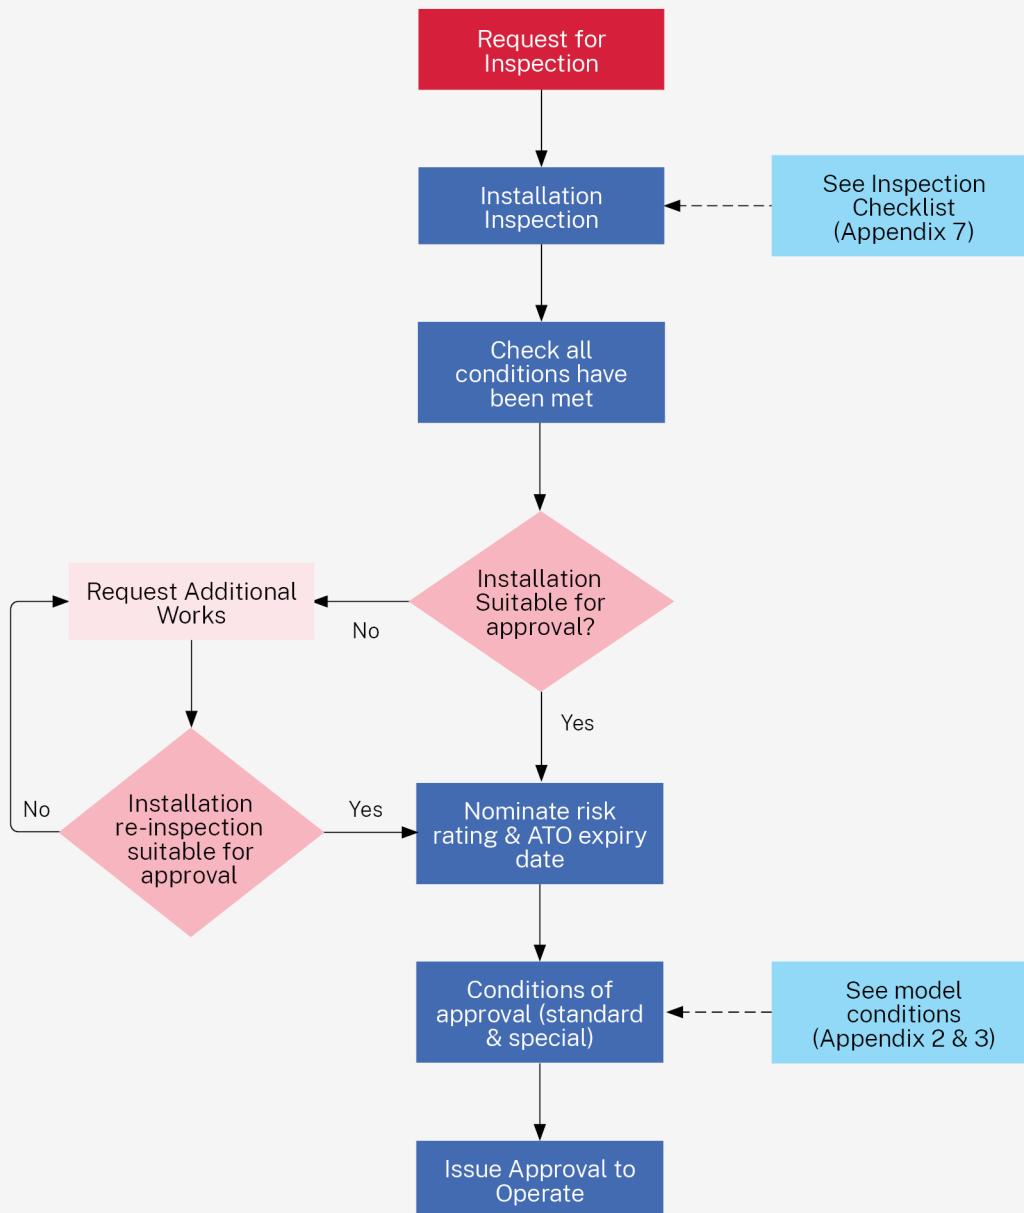 Request for
Inspection
Installation
Inspection
See Inspection
Checklist
(Appendix 7)
Check all
conditions have
been met
Installation
Suitable for
approval?
Request Additional
Works
No
Yes
Installation
re-inspection
suitable for
approval
No
Yes
Nominate risk
rating & ATO expiry
date
Conditions of
approval (standard
& special)
See model
conditions
(Appendix 2 & 3)
Issue Approval to
Operate